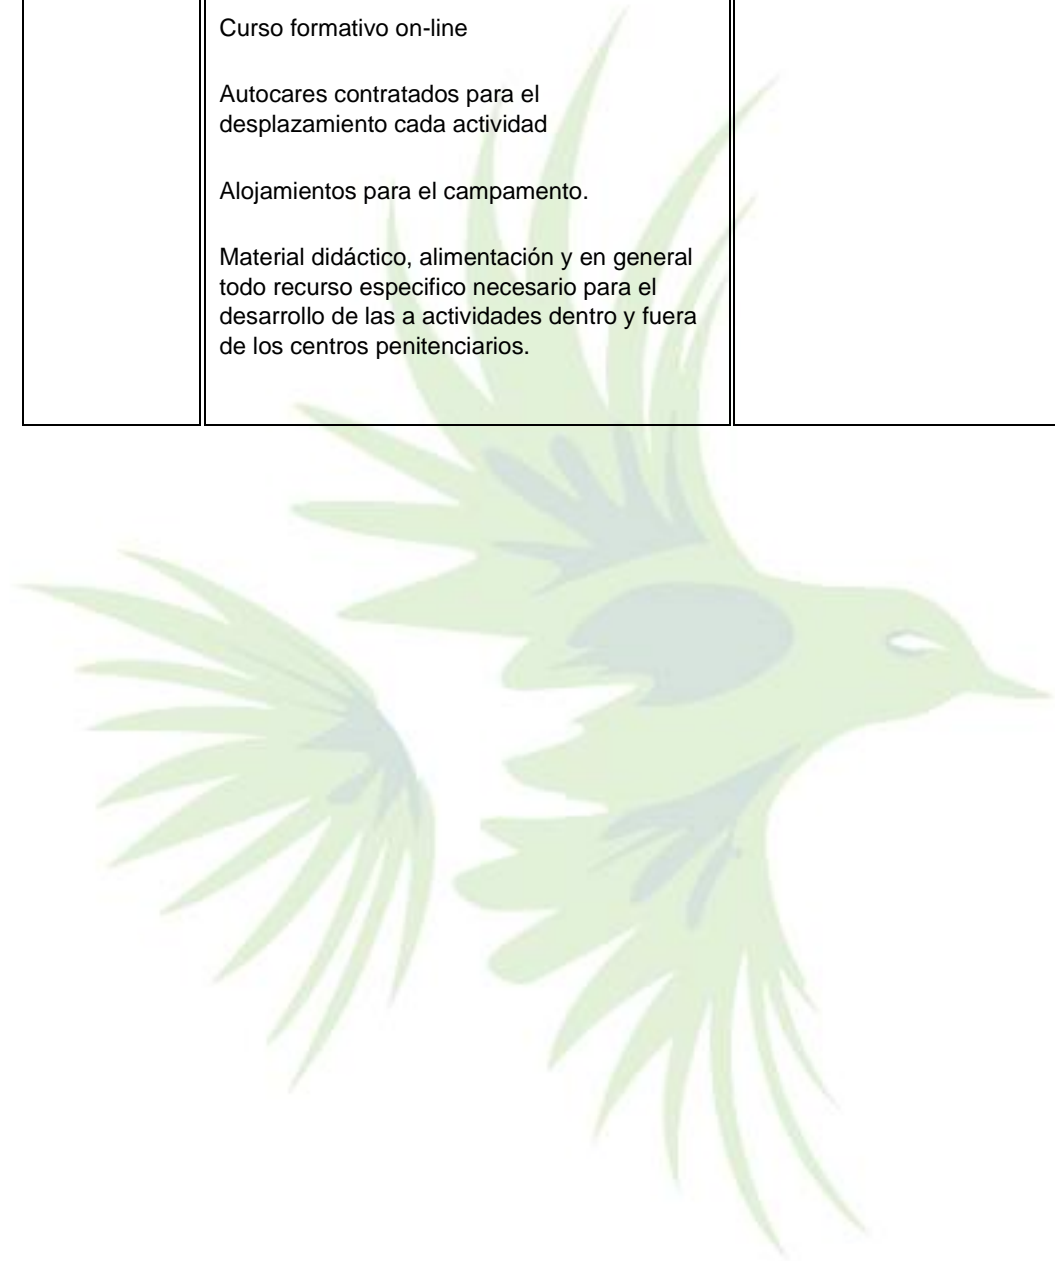 Curso formativo on-line
Autocares contratados para el
desplazamiento cada actividad
Alojamientos para el campamento.
Material didáctico, alimentación y en general
todo recurso especifico necesario para el
desarrollo de las a actividades dentro y fuera
de los centros penitenciarios.